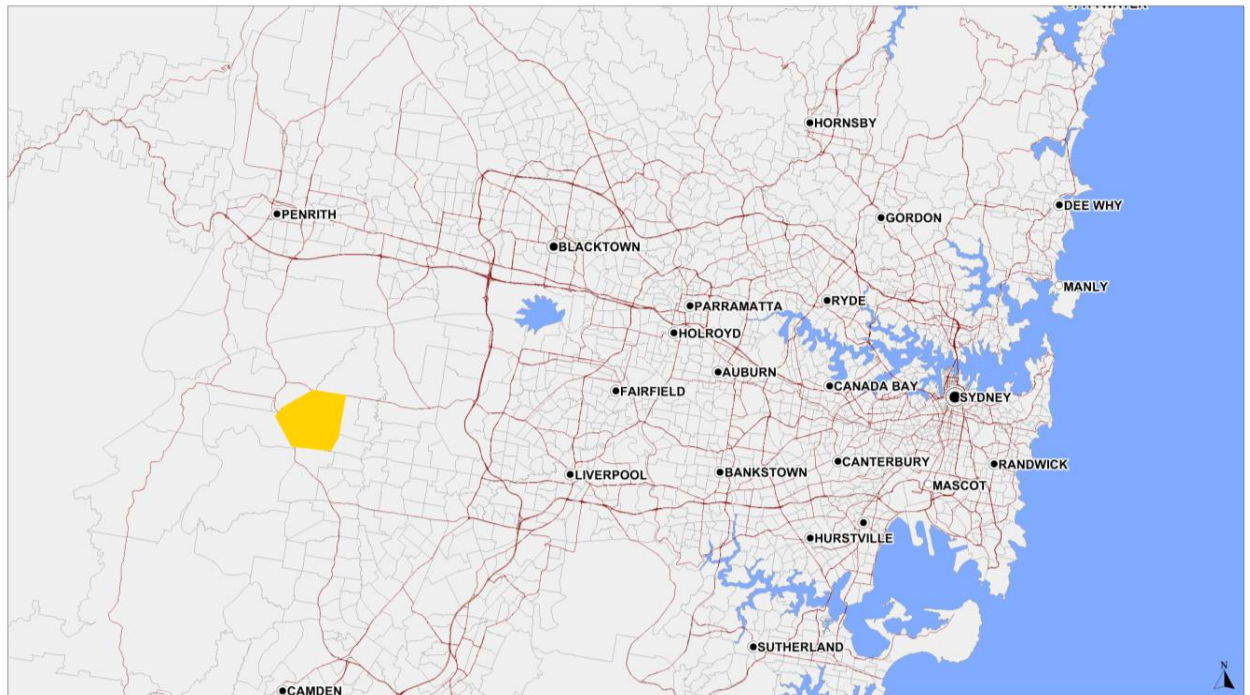 HORNSBY
PENRITH
DEE WHY
GORDON
BLACKTOWN
MANLY
PARRAMATTA
RYDE
HOLROYD
AUBURN
FAIRFIELD
CANADA BAY
SYDNEY
CANTERBURY
RANDWICK
LIVERPOOL
BANKSTOWN
MASCOT
HURSTVILLE
SUTHERLAND
N
CAMDEN